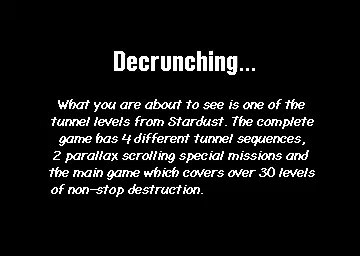 Decrunching...
What you are about to see is one of the
tunnel levels from Stardust. The complete
game has 4 different tunnel sequences,
2 parallax scrolling special missions and
the main game which covers over 30 levels
of non-stop destruction.